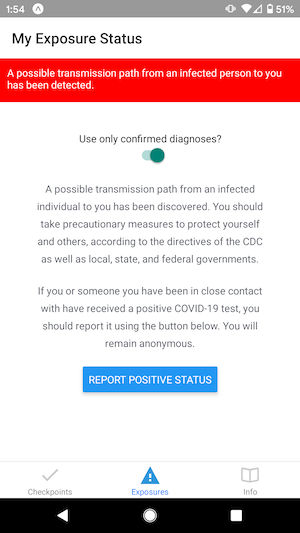 1:54
51%
My Exposure Status
A possible transmission path from an infected person to you
has been detected.
Use only confirmed diagnoses?
A possible transmission path from an infected
individual to you has been discovered. You should
take precautionary measures to protect yourself
and others, according to the directives of the CDC
as well as local, state, and federal governments.
If you or someone you have been in close contact
with have received a positive COVID-19 test, you
should report it using the button below. You will
remain anonymous.
REPORT POSITIVE STATUS
Checkpoints
Exposures
Info